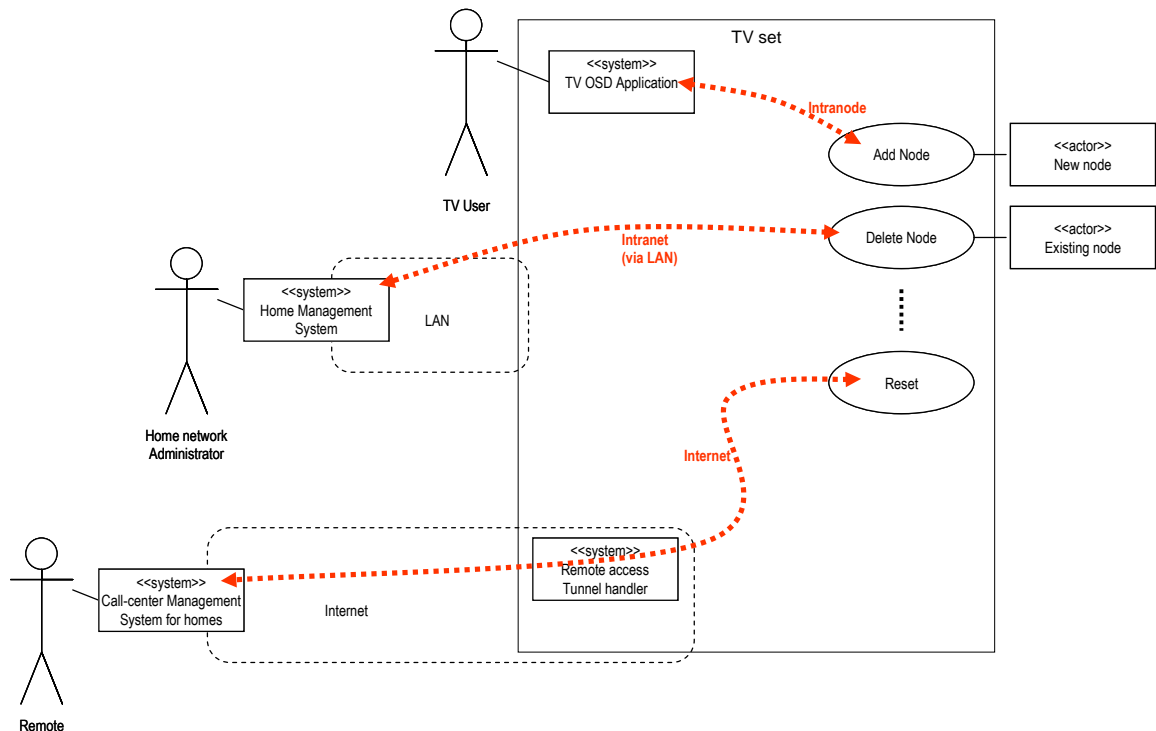 TV set
<<system>>
TV OSD Application
Intranode
Add Node
<<actor>>
New node
TV User
Intranet
(via LAN)
Delete Node
<<actor>>
Existing node
<<system>>
Home Management
System
LAN
Reset
Home network
Administrator
Internet
<<system>>
Remote access
Tunnel handler
<<system>>
Call-center Management
System for homes
Internet
Remote